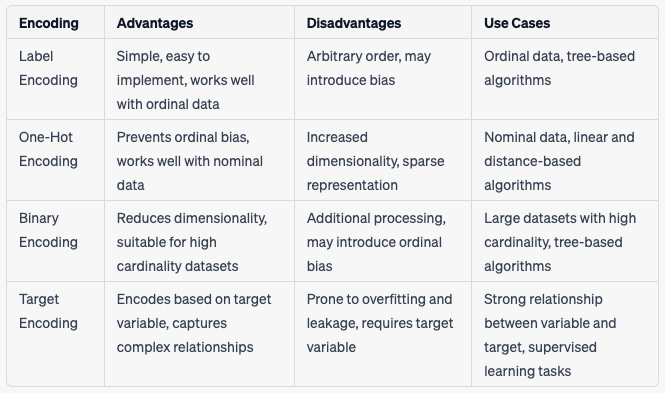 Encoding Advantages Disadvantages Use Cases
Label Encoding
Simple, easy to implement, works well with ordinal data
Arbitrary order, may introduce bias
Ordinal data, tree-based algorithms
One-Hot Encoding
Prevents ordinal bias, works well with nominal data
Increased dimensionality, sparse representation
Nominal data, linear and distance-based algorithms
Binary Encoding
Reduces dimensionality, suitable for high cardinality datasets
Additional processing, may introduce ordinal bias
Large datasets with high cardinality, tree-based algorithms
Target Encoding
Encodes based on target variable, captures complex relationships
Prone to overfitting and leakage, requires target variable
Strong relationship between variable and target, supervised learning tasks